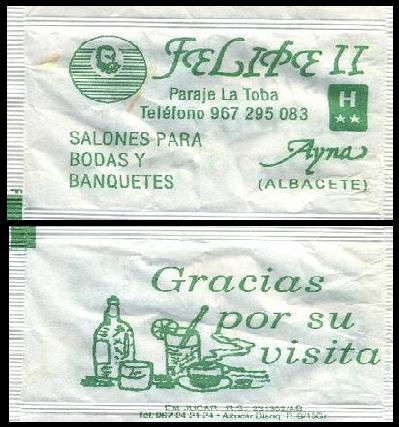 FELIPE II
Paraje La Toba
Teléfono 967 295 083
H
SALONES PARA
BODAS Y
BANQUETES
Ayna
(ALBACETE)
Gracias
por su
visita
Azúcar